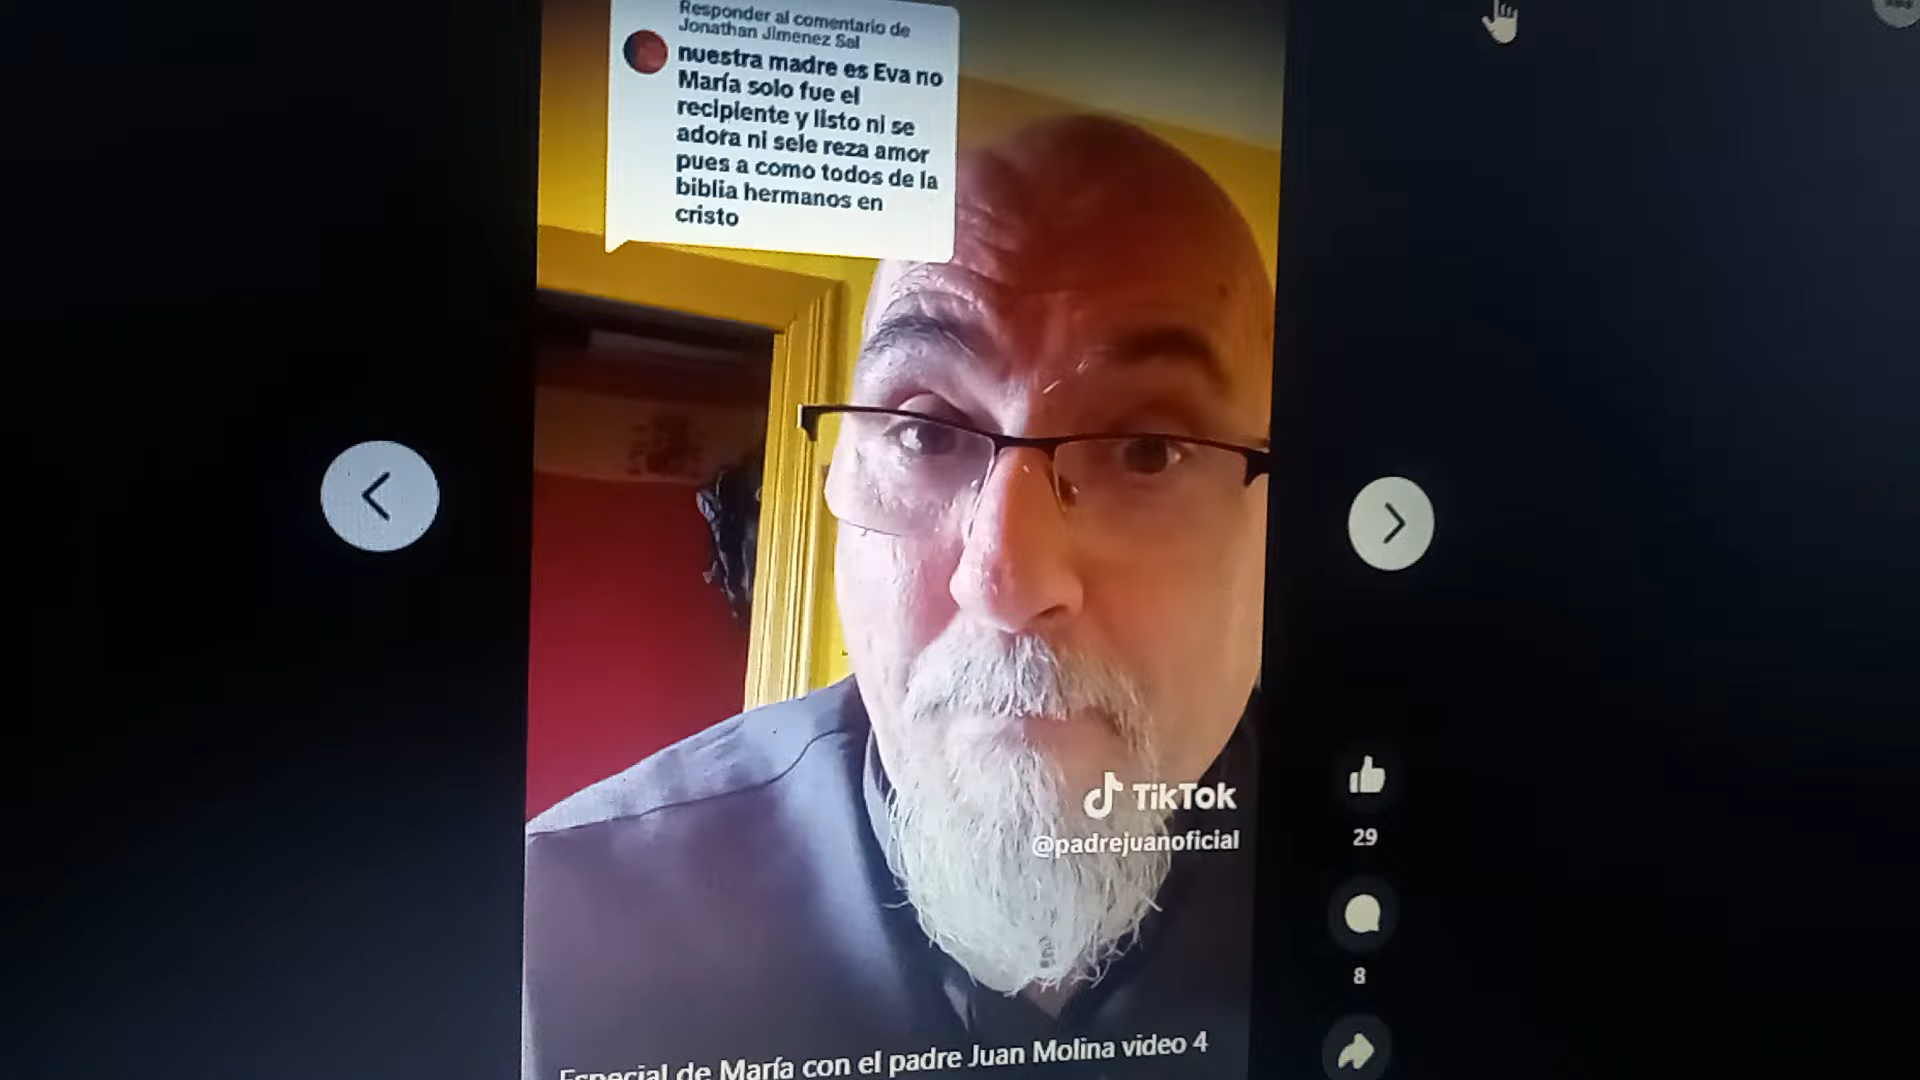 Responder al comentario de
Jonathan Jimenez Sal
nuestra madre es Eva no
María solo fue el
recipiente y listo ni se
adora ni sele reza amor
pues a como todos de la
biblia hermanos en
cristo
TikTok
@padrejuanoficial
29
8
Especial de María con el padre Juan Molina video 4